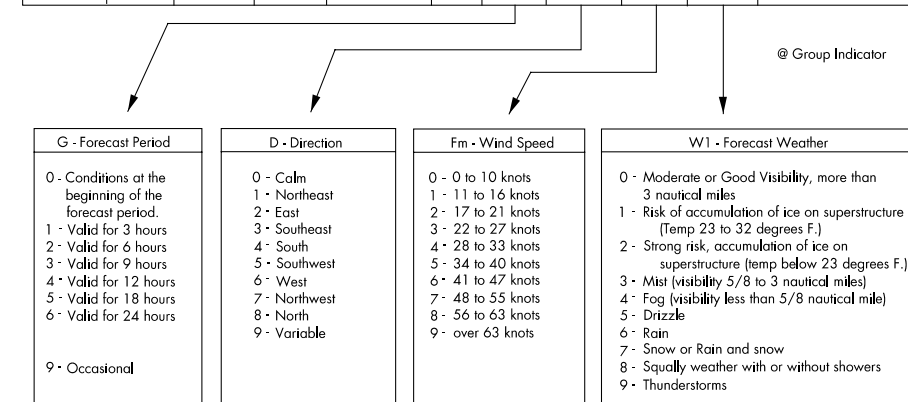 @ Group Indicator
G - Forecast Period
0 - Conditions at the
beginning of the
forecast period.
1 - Valid for 3 hours
2 - Valid for 6 hours
3 - Valid for 9 hours
4 - Valid for 12 hours
5 - Valid for 18 hours
6 - Valid for 24 hours
9 - Occasional
D - Direction
0 - Calm
1 - Northeast
2 - East
3 - Southeast
4 - South
5 - Southwest
6 - West
7 - Northwest
8 - North
9 - Variable
Fm - Wind Speed
0 - 0 to 10 knots
1 - 11 to 16 knots
2 - 17 to 21 knots
3 - 22 to 27 knots
4 - 28 to 33 knots
5 - 34 to 40 knots
6 - 41 to 47 knots
7 - 48 to 55 knots
8 - 56 to 63 knots
9 - over 63 knots
W1 - Forecast Weather
0 - Moderate or Good Visibility, more than
3 nautical miles
1 - Risk of accumulation of ice on superstructure
(Temp 23 to 32 degrees F.)
2 - Strong risk, accumulation of ice on
superstructure (temp below 23 degrees F.)
3 - Mist (visibility 5/8 to 3 nautical miles)
4 - Fog (visibility less than 5/8 nautical mile)
5 - Drizzle
6 - Rain
7 - Snow or Rain and snow
8 - Squally weather with or without showers
9 - Thunderstorms